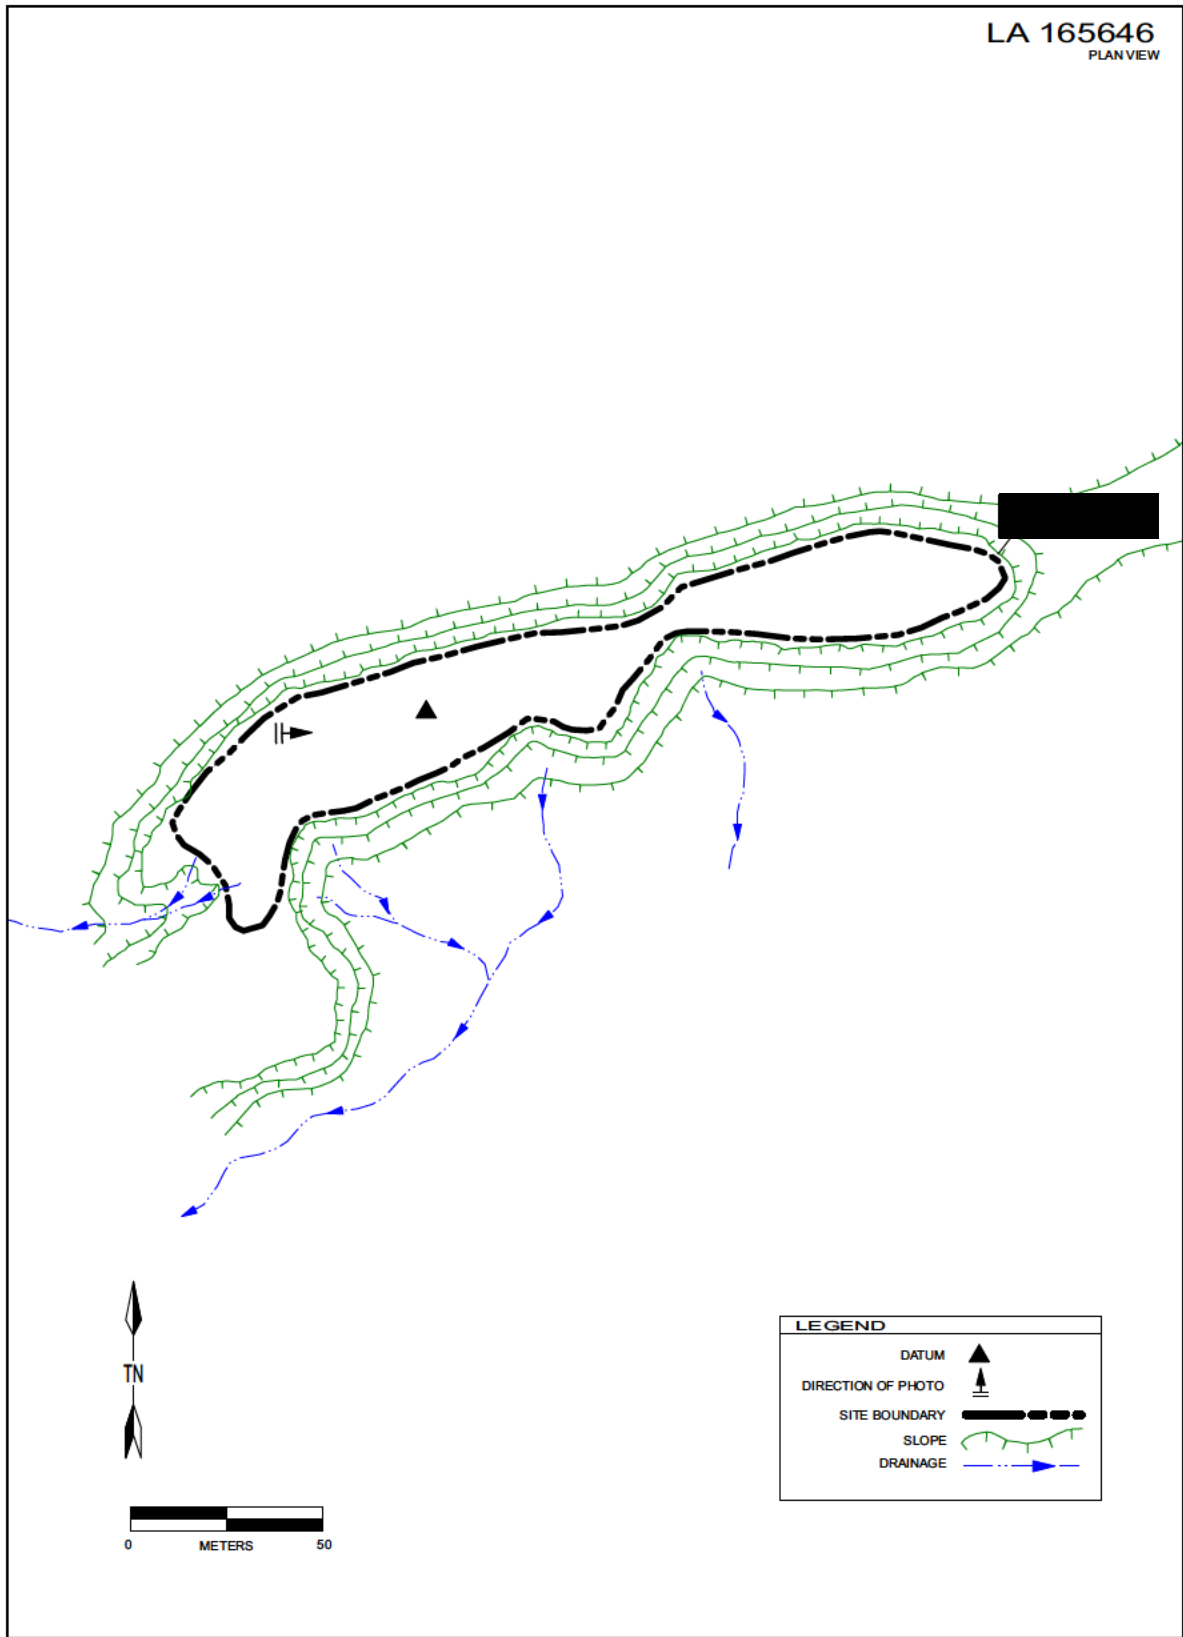 LA 165646
PLAN VIEW
TN
0 METERS 50
LEGEND
DATUM
DIRECTION OF PHOTO
SITE BOUNDARY
SLOPE
DRAINAGE